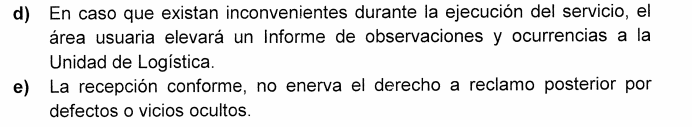 d) En caso que existan inconvenientes durante la ejecución del servicio, el
área usuaria elevará un Informe de observaciones y ocurrencias a la
Unidad de Logística.
e) La recepción conforme, no enerva el derecho a reclamo posterior por
defectos o vicios ocultos.